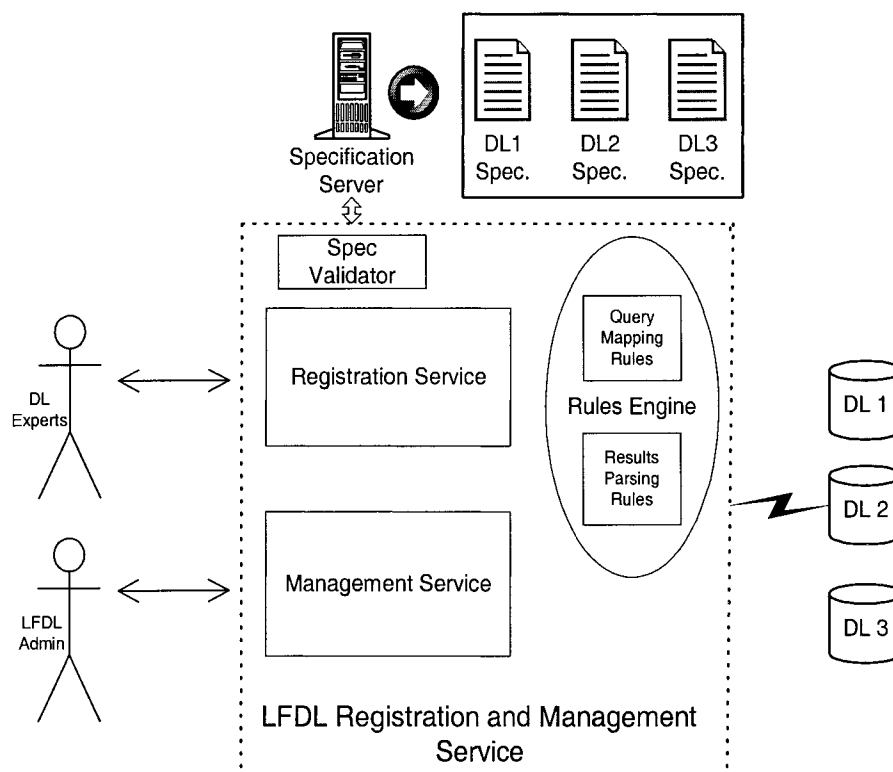 Specification
Server
DL1
Spec.
DL2
Spec.
DL3
Spec.
Spec
Validator
Registration Service
Query
Mapping
Rules
Rules Engine
Results
Parsing
Rules
Management Service
LFDL Registration and Management
Service
DL
Experts
LFDL
Admin
DL 1
DL 2
DL 3